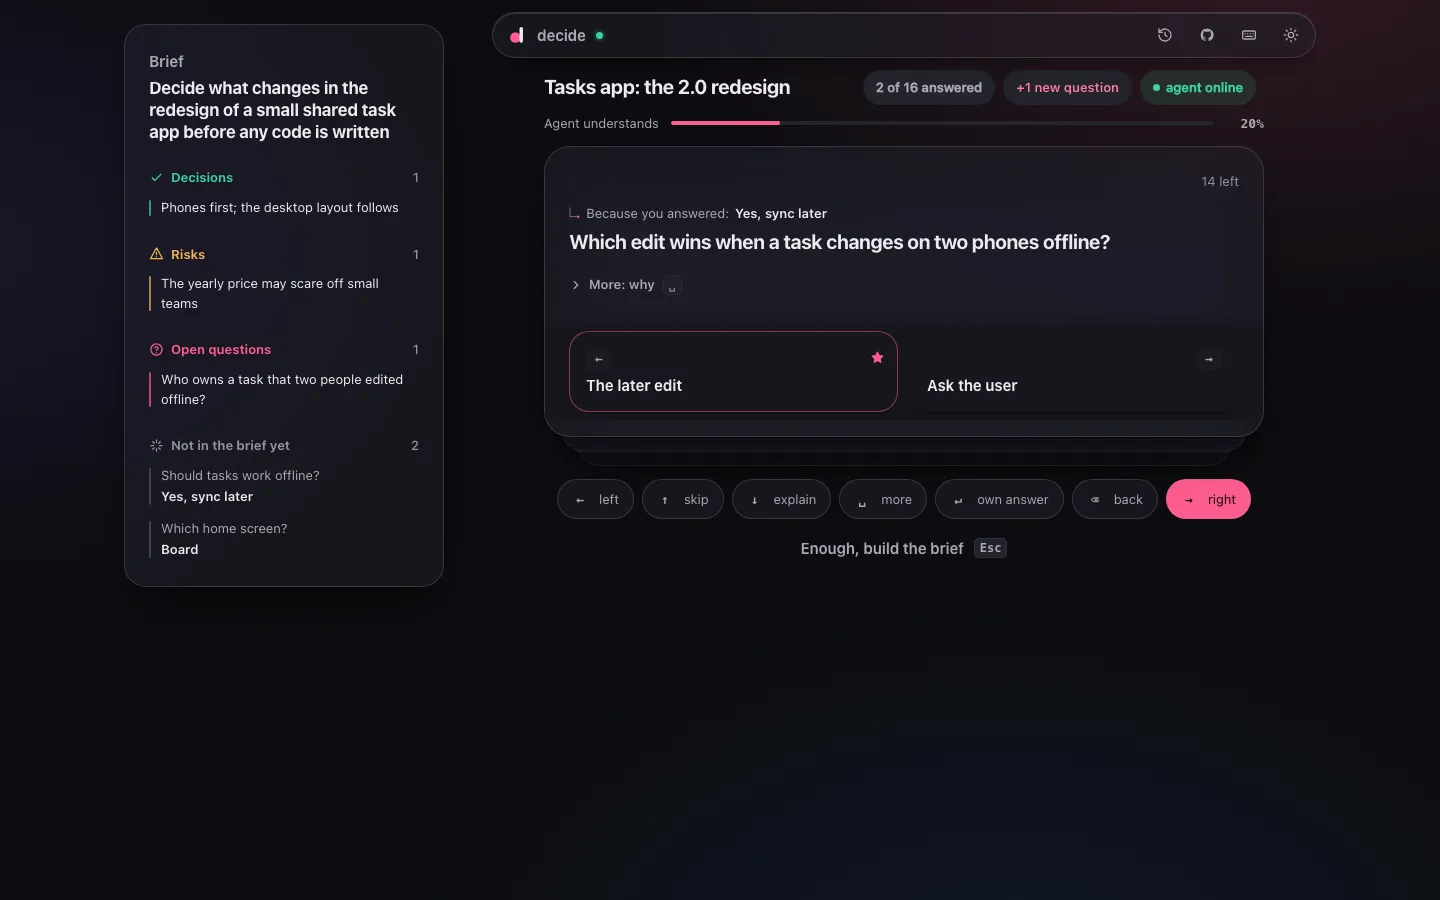 Brief
Decide what changes in the
redesign of a small shared task
app before any code is written
Decisions 1
Phones first; the desktop layout follows
Risks 1
The yearly price may scare off small
teams
Open questions 1
Who owns a task that two people edited
offline?
Not in the brief yet 2
Should tasks work offline?
Yes, sync later
Which home screen?
Board
decide
Tasks app: the 2.0 redesign
2 of 16 answered
+1 new question
agent online
Agent understands 20%
14 left
Because you answered: Yes, sync later
Which edit wins when a task changes on two phones offline?
More: why ␣
←
The later edit
→
Ask the user
← left
↑ skip
↓ explain
␣ more
↵ own answer
⌫ back
→ right
Enough, build the brief Esc